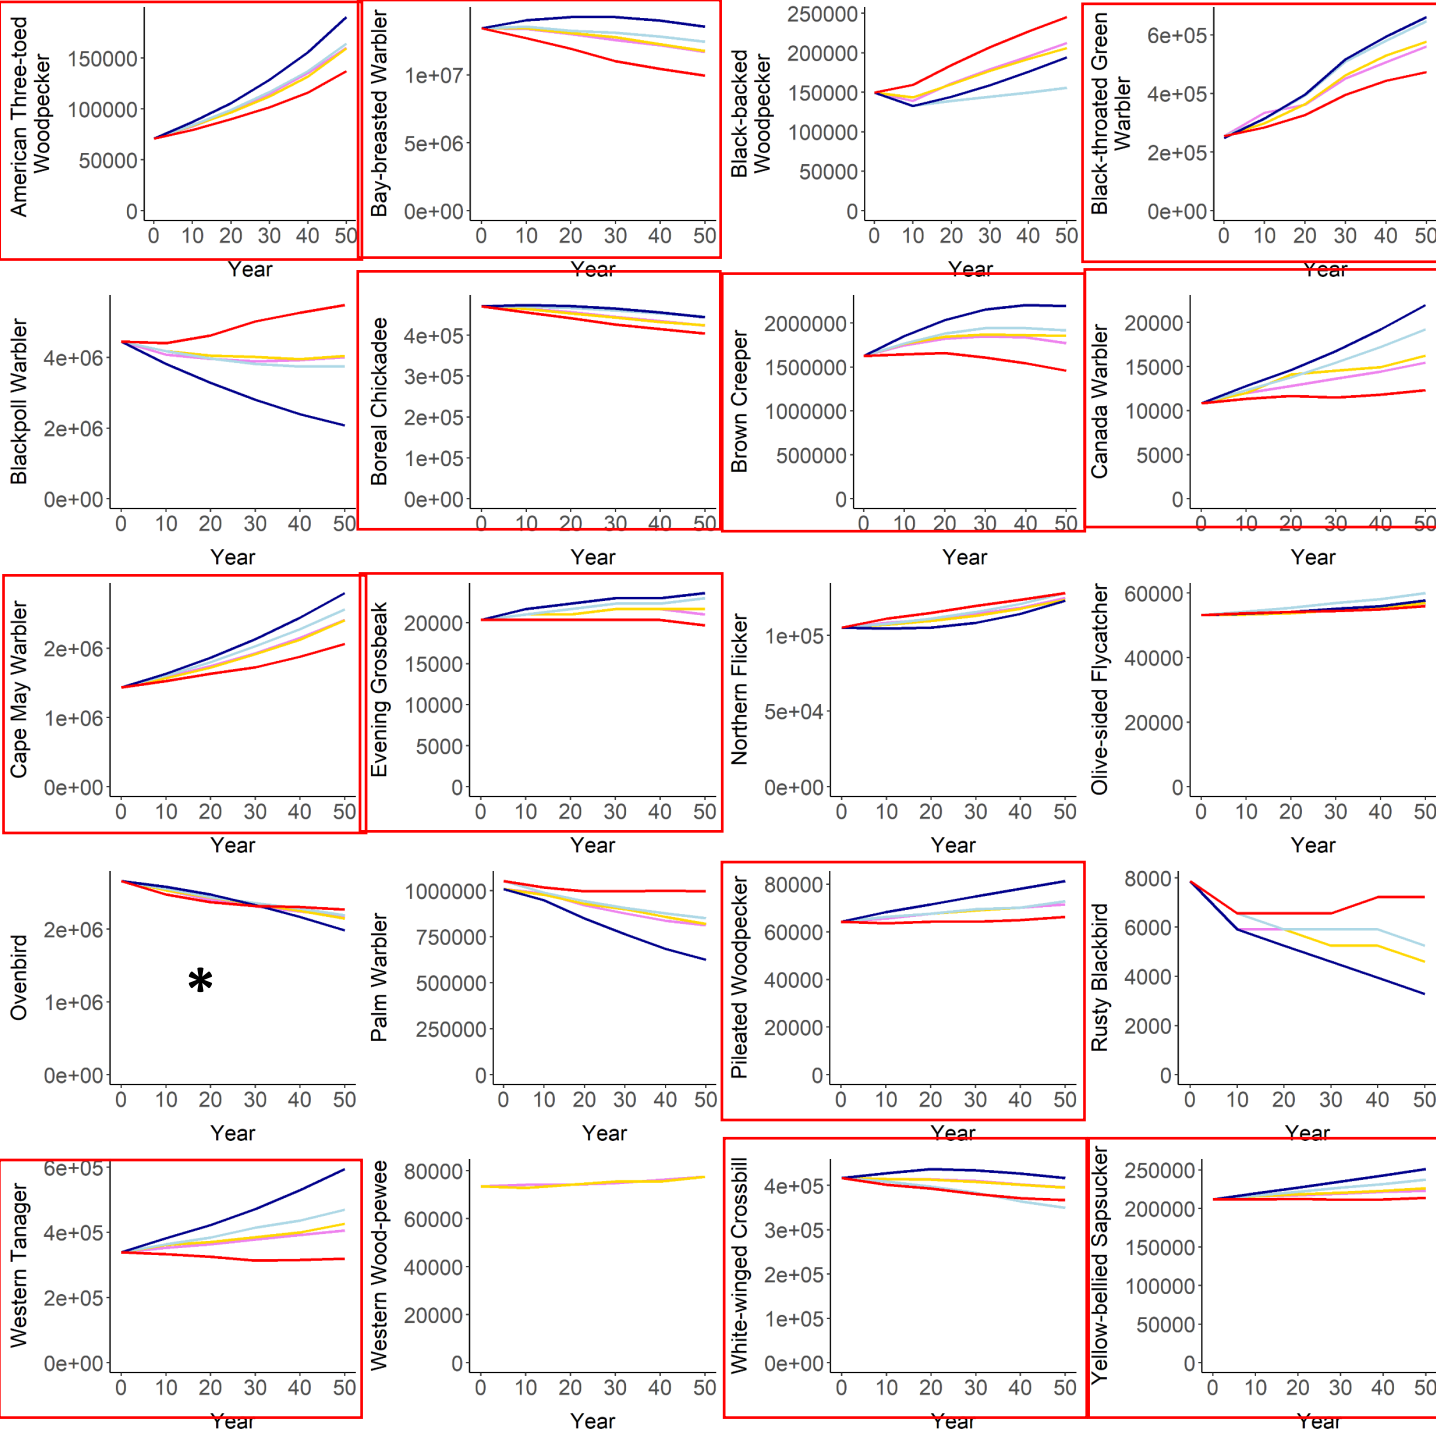 American Three-toed
Woodpecker
150000
100000
50000
0
0 10 20 30 40 50
Year
Bay-breasted Warbler
1e+07
5e+06
0e+00
0 10 20 30 40 50
Year
Black-backed
Woodpecker
250000
200000
150000
100000
50000
0
0 10 20 30 40 50
Year
Black-throated Green
Warbler
6e+05
4e+05
2e+05
0e+00
0 10 20 30 40 50
Year
Blackpoll Warbler
4e+06
2e+06
0e+00
0 10 20 30 40 50
Year
Boreal Chickadee
4e+05
3e+05
2e+05
1e+05
0e+00
0 10 20 30 40 50
Year
Brown Creeper
2000000
1500000
1000000
500000
0
0 10 20 30 40 50
Year
Canada Warbler
20000
15000
10000
5000
0
0 10 20 30 40 50
Year
Cape May Warbler
2e+06
1e+06
0e+00
0 10 20 30 40 50
Year
Evening Grosbeak
20000
15000
10000
5000
0
0 10 20 30 40 50
Year
Northern Flicker
1e+05
5e+04
0e+00
0 10 20 30 40 50
Year
Olive-sided Flycatcher
60000
40000
20000
0
0 10 20 30 40 50
Year
Ovenbird
2e+06
1e+06
0e+00
*
0 10 20 30 40 50
Year
Palm Warbler
1000000
750000
500000
250000
0
0 10 20 30 40 50
Year
Pileated Woodpecker
80000
60000
40000
20000
0
0 10 20 30 40 50
Year
Rusty Blackbird
8000
6000
4000
2000
0
0 10 20 30 40 50
Year
Western Tanager
6e+05
4e+05
2e+05
0e+00
0 10 20 30 40 50
Year
Western Wood-pewee
80000
60000
40000
20000
0
0 10 20 30 40 50
Year
White-winged Crossbill
4e+05
3e+05
2e+05
1e+05
0e+00
0 10 20 30 40 50
Year
Yellow-bellied Sapsucker
250000
200000
150000
100000
50000
0
0 10 20 30 40 50
Year